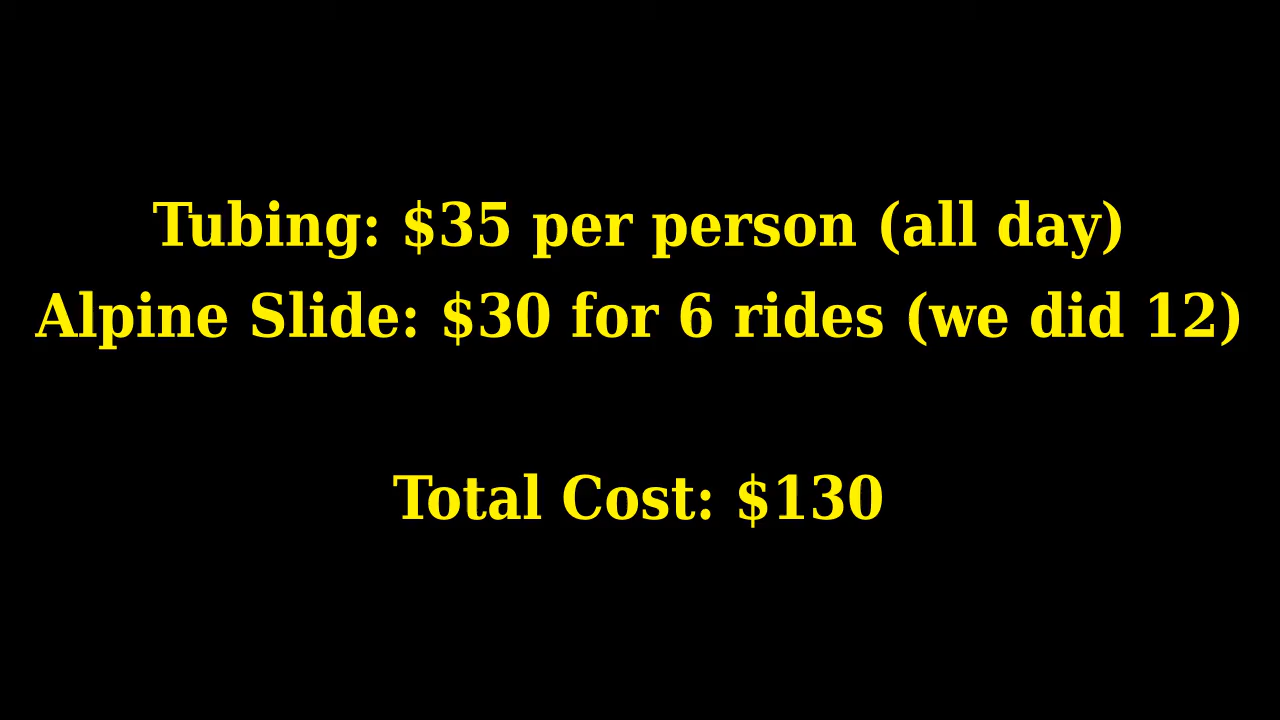 Tubing: $35 per person (all day)
Alpine Slide: $30 for 6 rides (we did 12)
Total Cost: $130